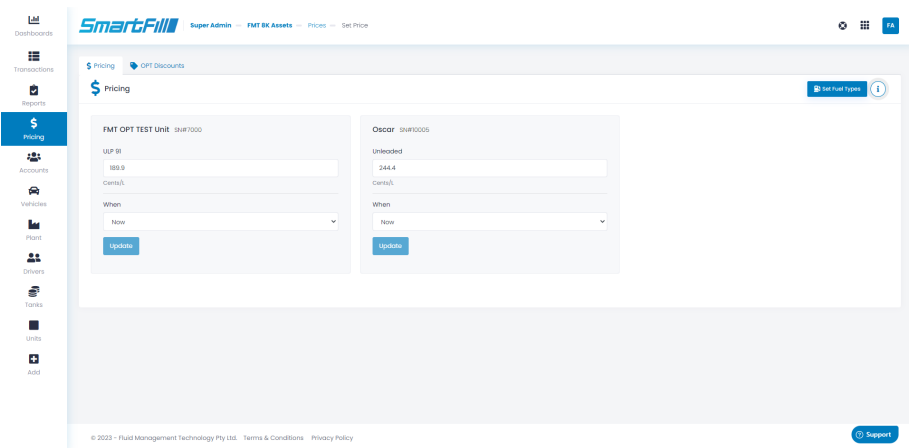 Dashboards
Transactions
Reports
Pricing
Accounts
Vehicles
Plant
Drivers
Tanks
Units
Add
SmartFill Super Admin — FMT 8K Assets — Prices — Set Price FA
$ Pricing OPT Discounts
$ Pricing Set Fuel Types i
FMT OPT TEST Unit SN#7000
ULP 91
189.9
Cents/L
When
Now
Update
Oscar SN#10005
Unleaded
244.4
Cents/L
When
Now
Update
© 2023 - Fluid Management Technology Pty Ltd. Terms & Conditions Privacy Policy
Support